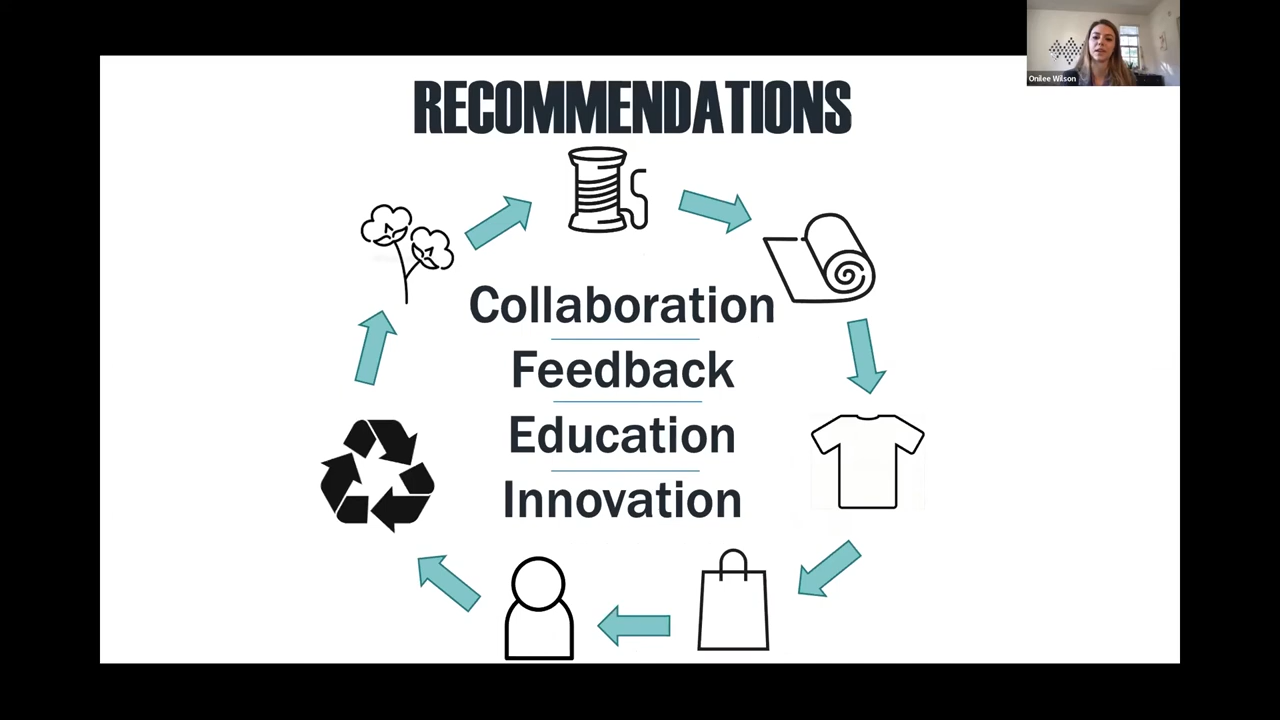 Onilee Wilson
RECOMMENDATIONS
Collaboration
Feedback
Education
Innovation